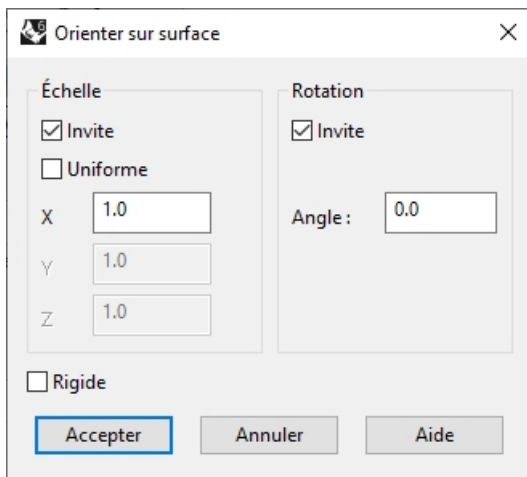 6 Orienter sur surface
Échelle
Invite
Uniforme
X 1.0
Y 1.0
Z 1.0
Rotation
Invite
Angle : 0.0
Rigide
Accepter Annuler Aide